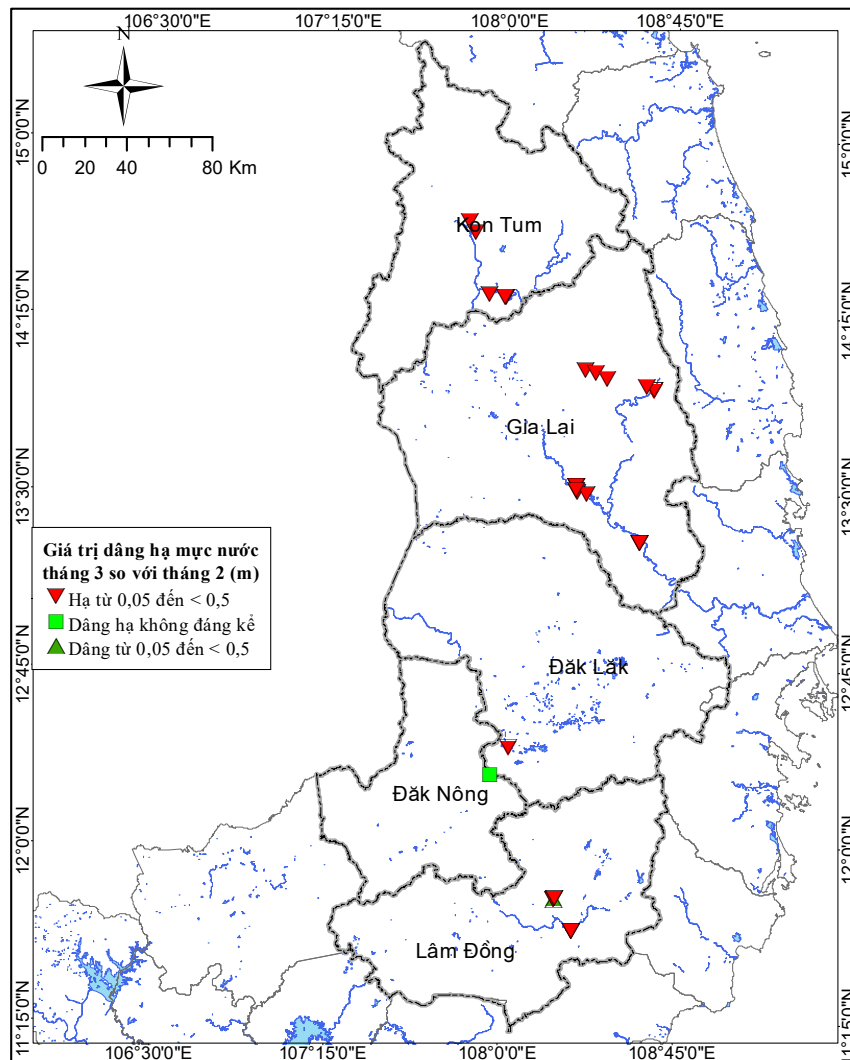 106°30'0"E
107°15'0"E
108°0'0"E
108°45'0"E
N
0 20 40 60 80 Km
15°0'0"N
15°0'0"N
Kon Tum
14°15'0"N
14°15'0"N
Gia Lai
13°30'0"N
13°30'0"N
Giá trị dâng hạ mực nước
tháng 3 so với tháng 2 (m)
Hạ từ 0,05 đến < 0,5
Dâng hạ không đáng kể
Dâng từ 0,05 đến < 0,5
Đăk Lăk
12°45'0"N
12°45'0"N
Đăk Nông
12°0'0"N
12°0'0"N
Lâm Đồng
11°15'0"N
11°15'0"N
106°30'0"E
107°15'0"E
108°0'0"E
108°45'0"E